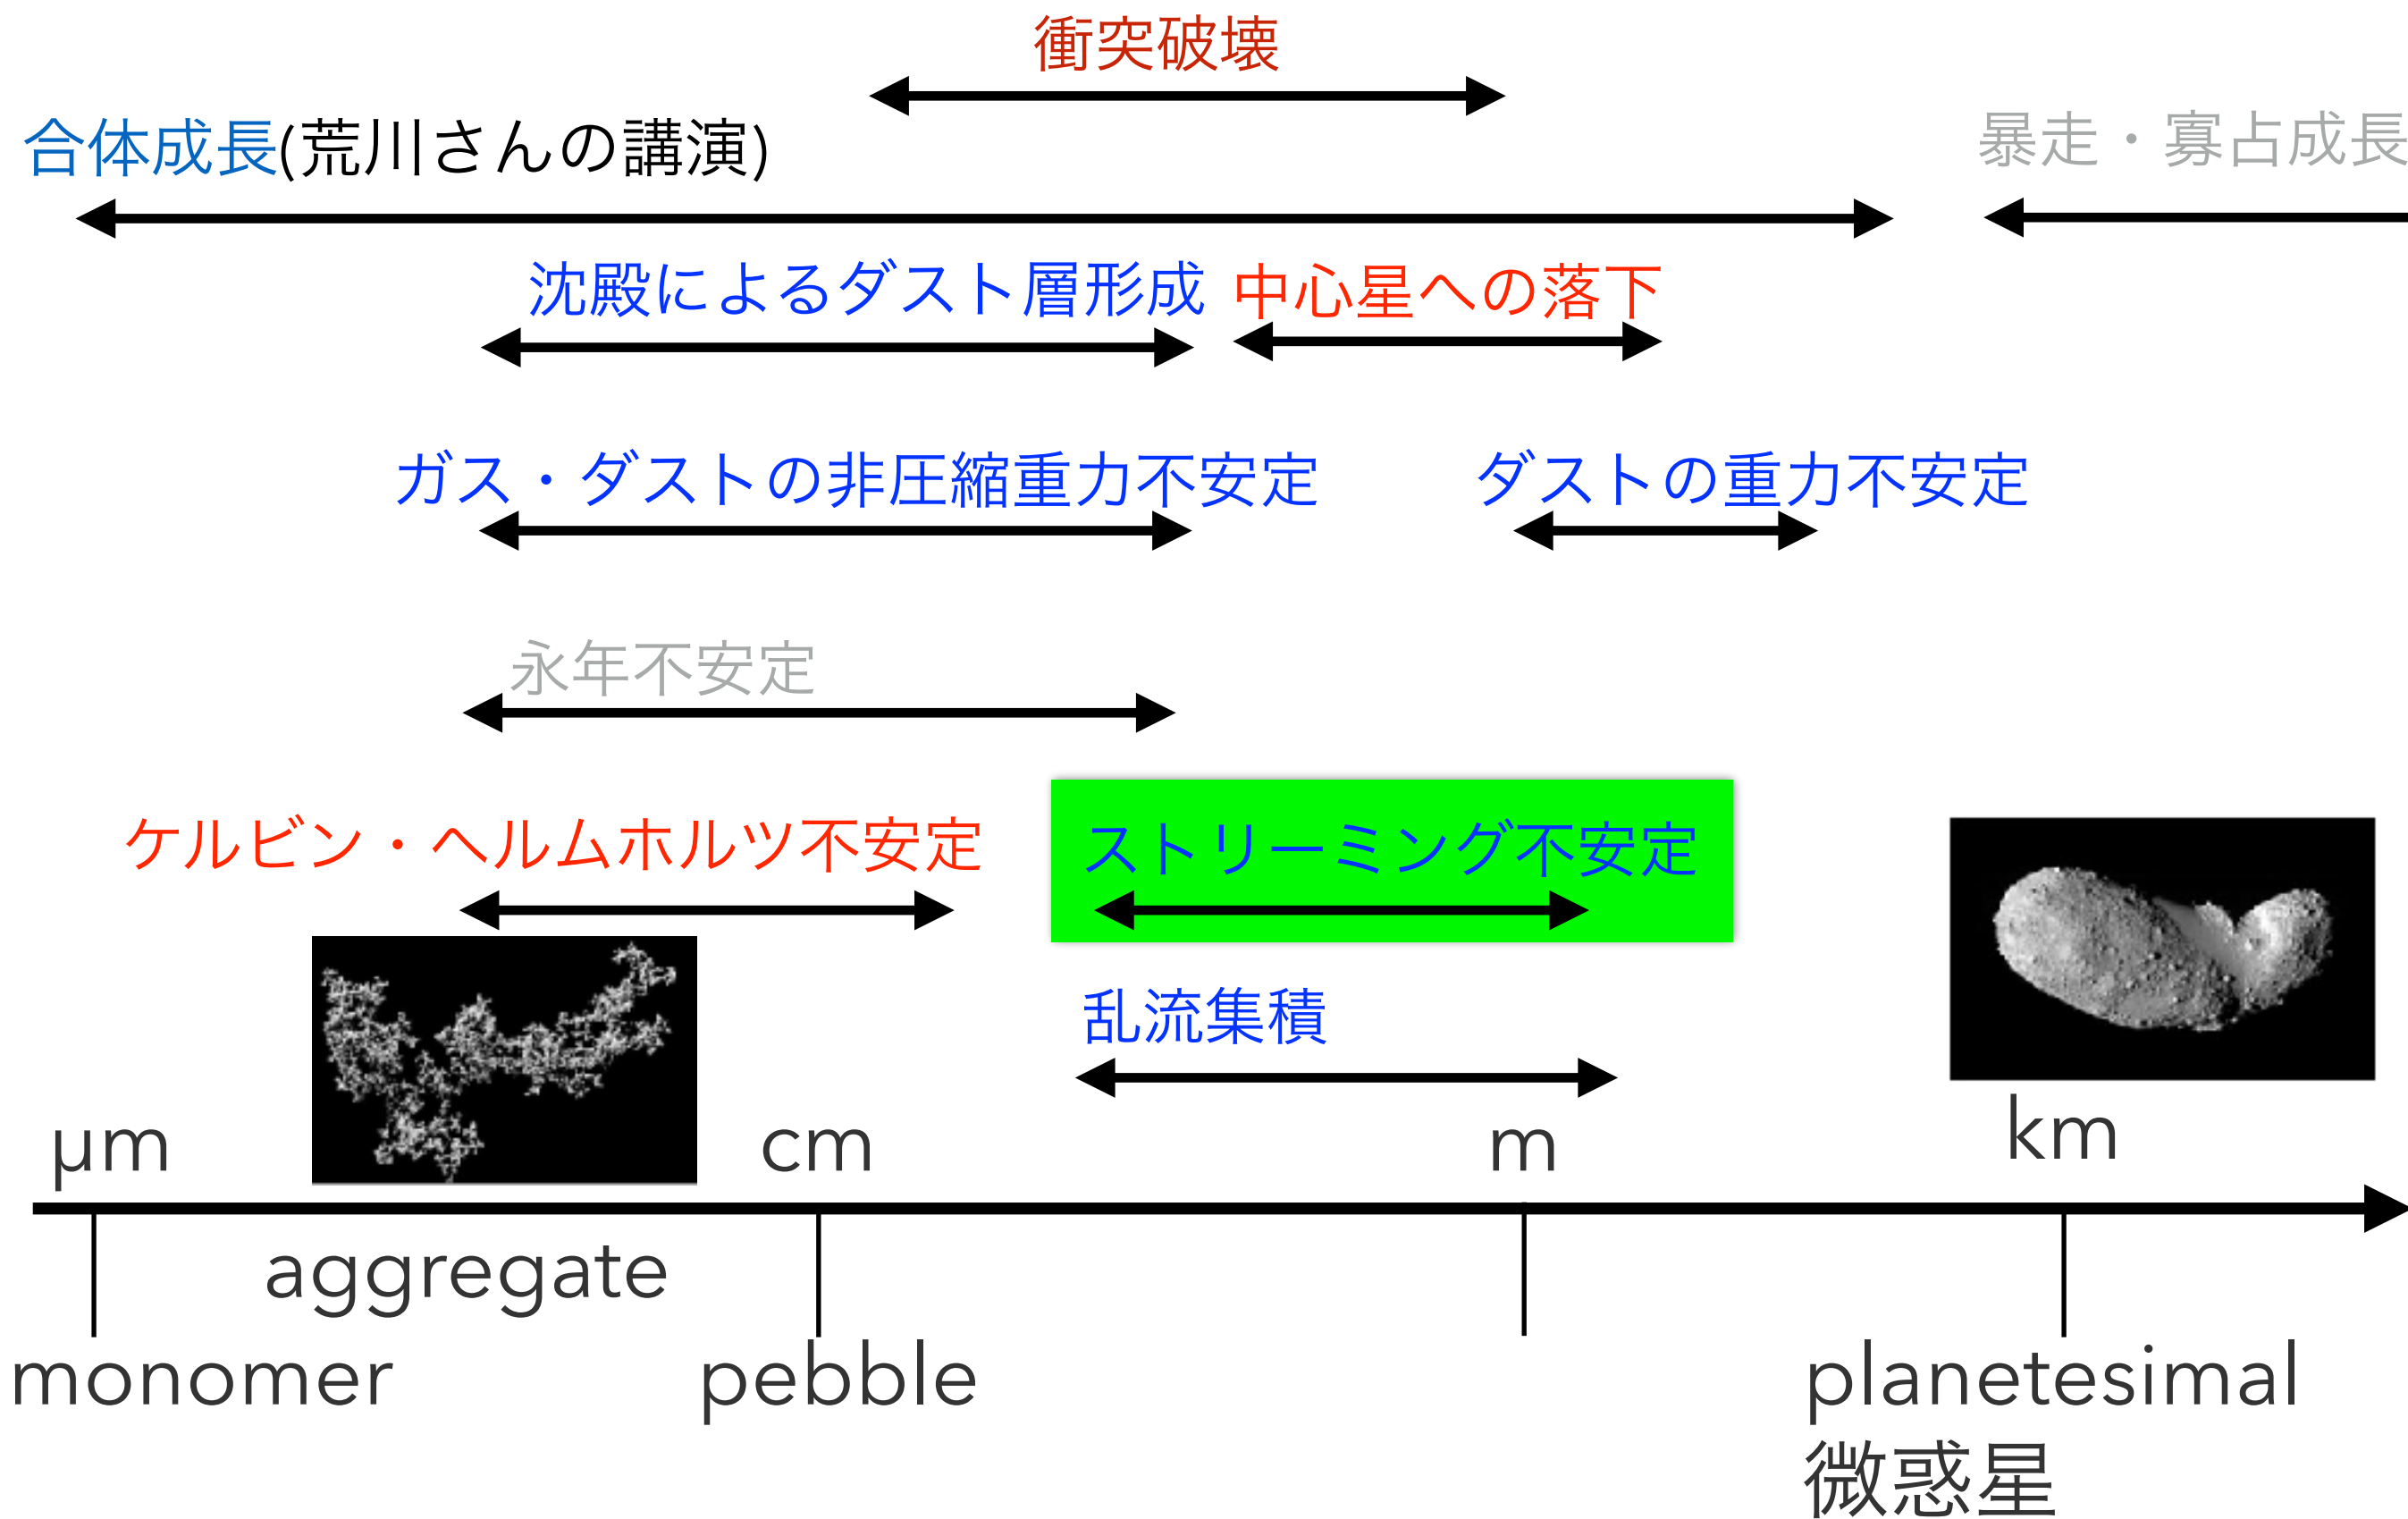 衝突破壊
合体成長(荒川さんの講演)
暴走・寡占成長
沈殿によるダスト層形成
中心星への落下
ガス・ダストの非圧縮重力不安定
ダストの重力不安定
永年不安定
ケルビン・ヘルムホルツ不安定
ストリーミング不安定
乱流集積
μm
cm
m
km
aggregate
monomer
pebble
planetesimal
微惑星